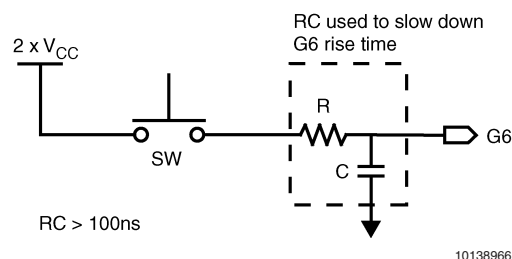 RC used to slow down
G6 rise time
2 x VCC
R
G6
SW
C
RC > 100ns
10138966